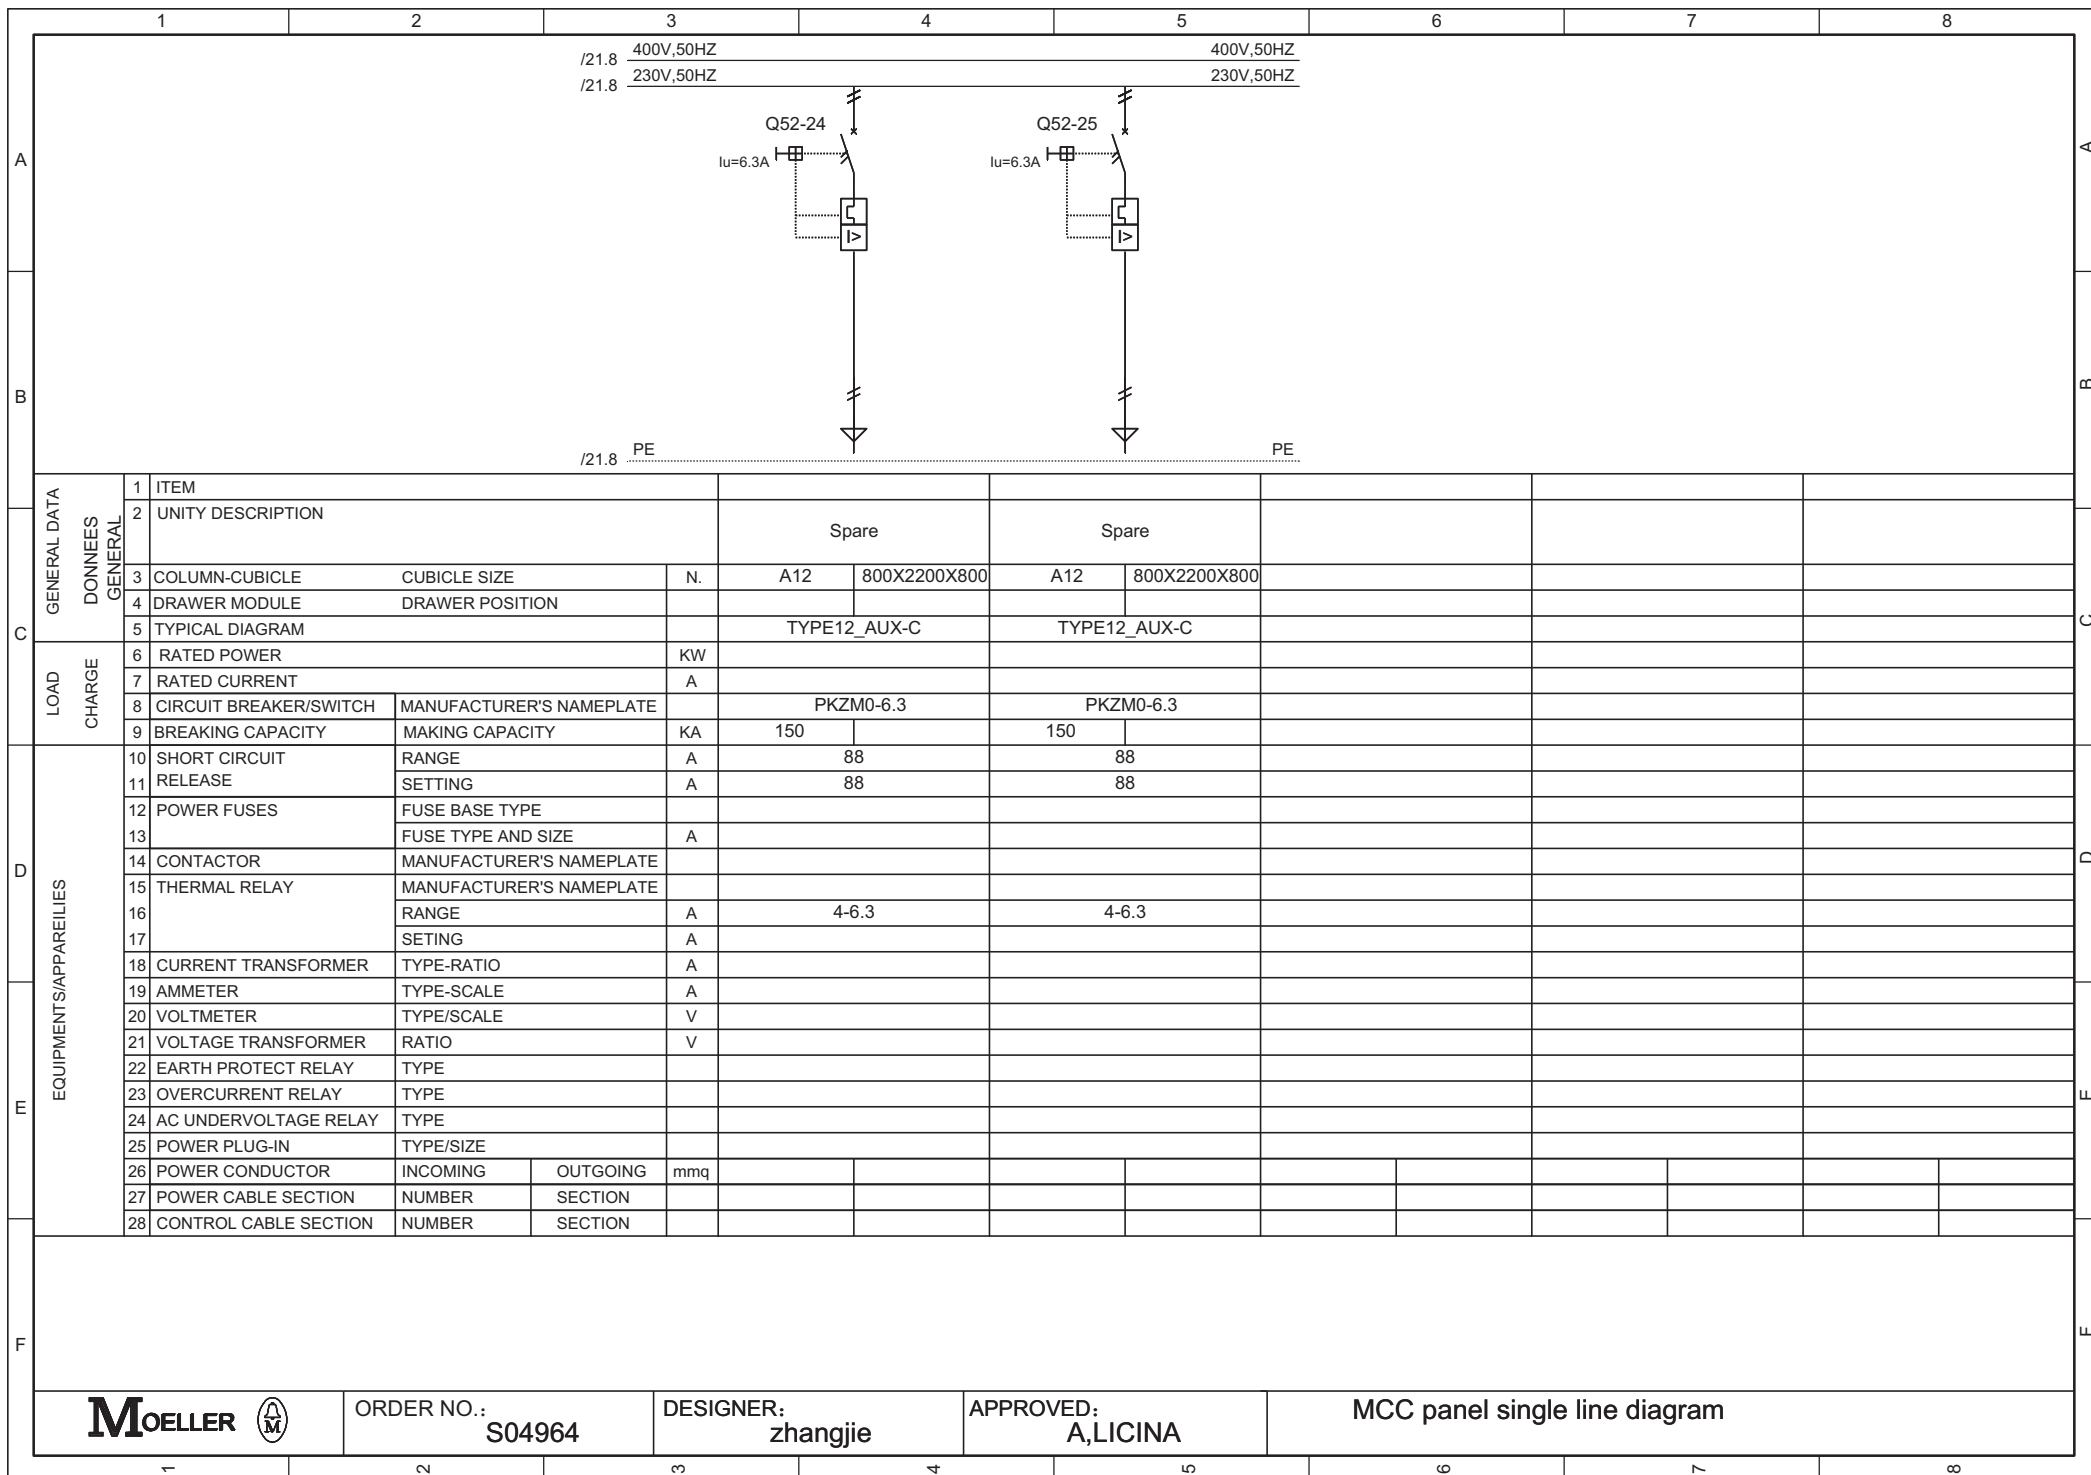 1 2 3 4 5 6 7 8
400V,50HZ 400V,50HZ
/21.8
230V,50HZ 230V,50HZ
/21.8
Q52-24 Q52-25
Iu=6.3A Iu=6.3A
I> I>
A A
B B
PE PE
/21.8
GENERAL DATA
DONNEES GENERAL
1 ITEM
2 UNITY DESCRIPTION Spare Spare
3 COLUMN-CUBICLE CUBICLE SIZE N. A12 800X2200X800 A12 800X2200X800
4 DRAWER MODULE DRAWER POSITION
5 TYPICAL DIAGRAM TYPE12_AUX-C TYPE12_AUX-C
C C
LOAD
CHARGE
6 RATED POWER KW
7 RATED CURRENT A
8 CIRCUIT BREAKER/SWITCH MANUFACTURER'S NAMEPLATE PKZM0-6.3 PKZM0-6.3
9 BREAKING CAPACITY MAKING CAPACITY KA 150 150
EQUIPMENTS/APPAREILIES
10 SHORT CIRCUIT RANGE A 88 88
11 RELEASE SETTING A 88 88
12 POWER FUSES FUSE BASE TYPE
13 FUSE TYPE AND SIZE A
14 CONTACTOR MANUFACTURER'S NAMEPLATE
D D
15 THERMAL RELAY MANUFACTURER'S NAMEPLATE
16 RANGE A 4-6.3 4-6.3
17 SETING A
18 CURRENT TRANSFORMER TYPE-RATIO A
19 AMMETER TYPE-SCALE A
20 VOLTMETER TYPE/SCALE V
21 VOLTAGE TRANSFORMER RATIO V
22 EARTH PROTECT RELAY TYPE
23 OVERCURRENT RELAY TYPE
E E
24 AC UNDERVOLTAGE RELAY TYPE
25 POWER PLUG-IN TYPE/SIZE
26 POWER CONDUCTOR INCOMING OUTGOING mmq
27 POWER CABLE SECTION NUMBER SECTION
28 CONTROL CABLE SECTION NUMBER SECTION
F F
MOELLER M
ORDER NO.: S04964
DESIGNER: zhangjie
APPROVED: A,LICINA
MCC panel single line diagram
1 2 3 4 5 6 7 8